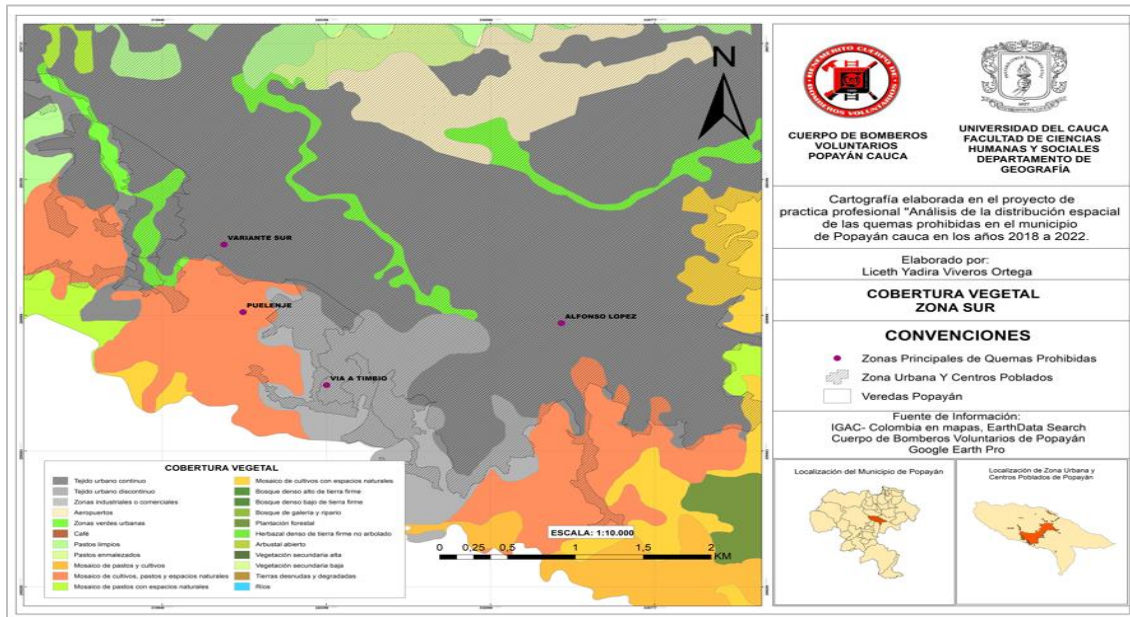 N
VARIANTE SUR
PUELENJE
ALFONSO LOPEZ
VIA A TIMBIO
COBERTURA VEGETAL
Tejido urbano continuo
Tejido urbano discontinuo
Zonas industriales o comerciales
Aeropuertos
Zonas verdes urbanas
Café
Pastos limpios
Pastos enmalezados
Mosaico de pastos y cultivos
Mosaico de cultivos, pastos y espacios naturales
Mosaico de pastos con espacios naturales
Mosaico de cultivos con espacios naturales
Bosque denso alto de tierra firme
Bosque denso bajo de tierra firme
Bosque de galería y ripario
Plantación forestal
Herbazal denso de tierra firme no arbolado
Arbustal abierto
Vegetación secundaria alta
Vegetación secundaria baja
Tierras desnudas y degradadas
Ríos
ESCALA: 1:10.000
0 0,25 0,5 1 1,5 2
KM
BENEMERITO CUERPO DE
BOMBEROS VOLUNTARIOS
CUERPO DE BOMBEROS
VOLUNTARIOS
POPAYÁN CAUCA
UNIVERSIDAD DEL CAUCA
FACULTAD DE CIENCIAS
HUMANAS Y SOCIALES
DEPARTAMENTO DE
GEOGRAFÍA
Cartografía elaborada en el proyecto de
practica profesional "Análisis de la distribución espacial
de las quemas prohibidas en el municipio
de Popayán cauca en los años 2018 a 2022.
Elaborado por:
Liceth Yadira Viveros Ortega
COBERTURA VEGETAL
ZONA SUR
CONVENCIONES
Zonas Principales de Quemas Prohibidas
Zona Urbana Y Centros Poblados
Veredas Popayán
Fuente de Información:
IGAC- Colombia en mapas, EarthData Search
Cuerpo de Bomberos Voluntarios de Popayán
Google Earth Pro
Localización del Municipio de Popayán
Localización de Zona Urbana y
Centros Poblados de Popayán